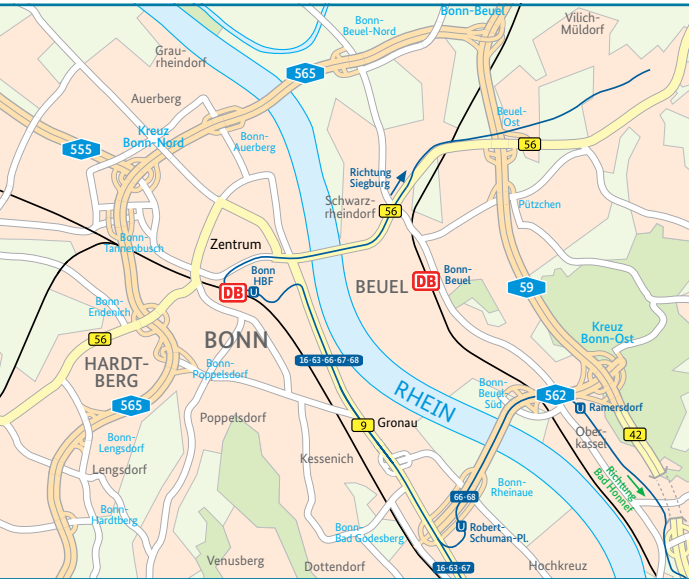 Bonn-Beuel
Vilich-
Müldorf
Bonn-
Beuel-Nord
Grau-
rheindorf
565
Auerberg
Beuel-
Ost
Kreuz
Bonn-Nord
Bonn-
Auerberg
555
56
Richtung
Siegburg
Schwarz-
rheindorf
56
Pützchen
Bonn-
Tannenbusch
Zentrum
Bonn
HBF
DB
U
BEUEL
DB
Bonn-
Beuel
59
Bonn-
Endenich
56
BONN
Kreuz
Bonn-Ost
HARDT-
BERG
16·63·66·67·68
Bonn-
Poppelsdorf
RHEIN
Bonn-
Beuel
Süd
562
U
Ramersdorf
565
Poppelsdorf
9
Gronau
Ober-
kassel
42
Bonn-
Lengsdorf
Lengsdorf
Kessenich
Richtung
Bad Honnef
Bonn-
Rheinaue
66·68
Bonn-
Hardtberg
Bonn-
Bad Godesberg
U
Robert-
Schuman-Pl.
Venusberg
Dottendorf
16·63·67
Hochkreuz